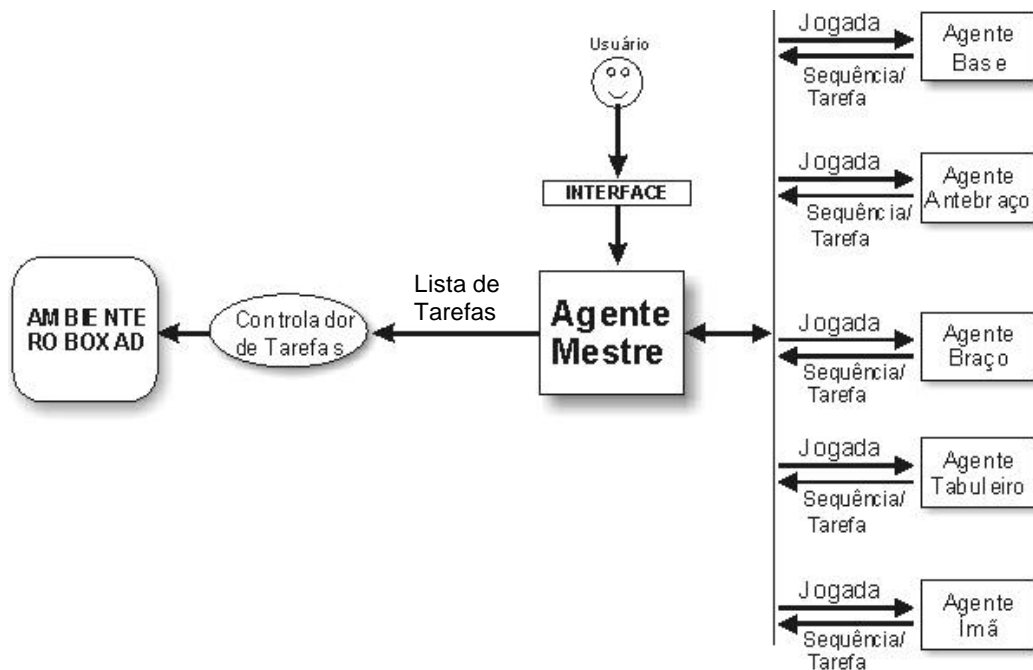 Usuário
INTERFACE
Agente
Mestre
Lista de
Tarefas
Controlador
de Tarefas
AMBIENTE
ROBOXAD
Jogada
Sequência/
Tarefa
Agente
Base
Jogada
Sequência/
Tarefa
Agente
Antebraço
Jogada
Sequência/
Tarefa
Agente
Braço
Jogada
Sequência/
Tarefa
Agente
Tabuleiro
Jogada
Sequência/
Tarefa
Agente
Ímã